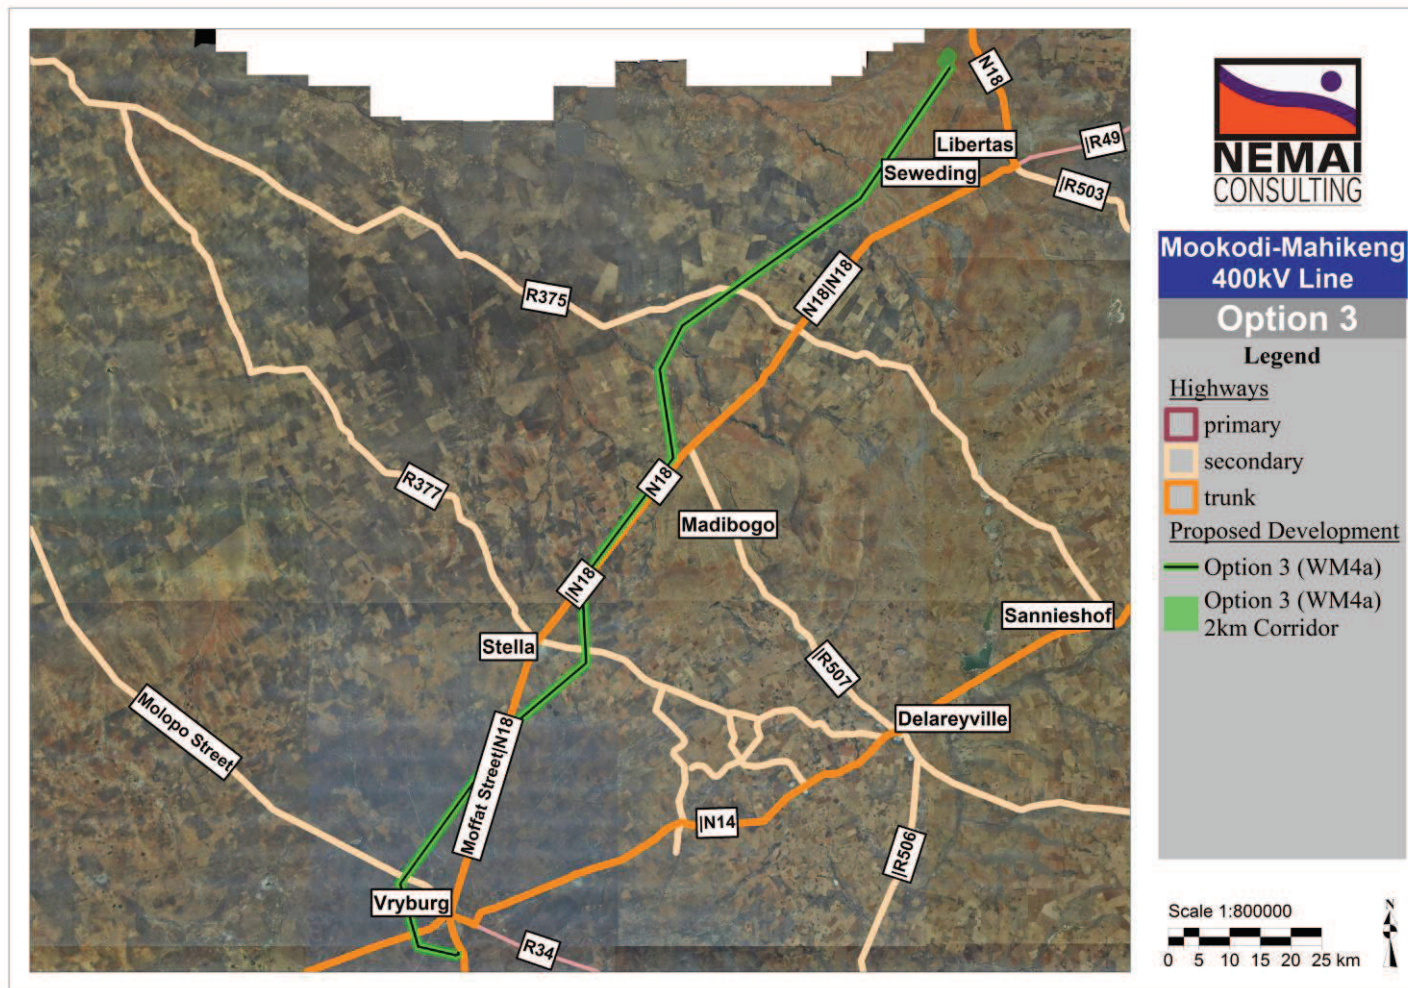 N18
Libertas
|R49
Seweding
|R503
N18|N18
R375
N18
R377
Madibogo
|N18
Sannieshof
Stella
|R507
Molopo Street
Moffat Street|N18
Delareyville
|N14
|R506
Vryburg
R34
NEMAI
CONSULTING
Mookodi-Mahikeng
400kV Line
Option 3
Legend
Highways
primary
secondary
trunk
Proposed Development
Option 3 (WM4a)
Option 3 (WM4a)
2km Corridor
Scale 1:800000
0 5 10 15 20 25 km
N